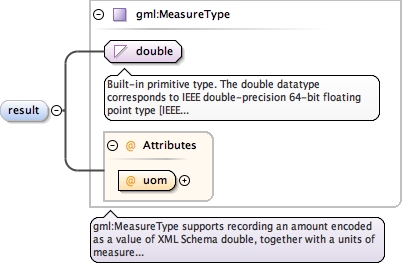 gml:MeasureType
double
Built-in primitive type. The double datatype
corresponds to IEEE double-precision 64-bit floating
point type [IEEE...
result
@ Attributes
@ uom
gml:MeasureType supports recording an amount encoded
as a value of XML Schema double, together with a units of
measure...